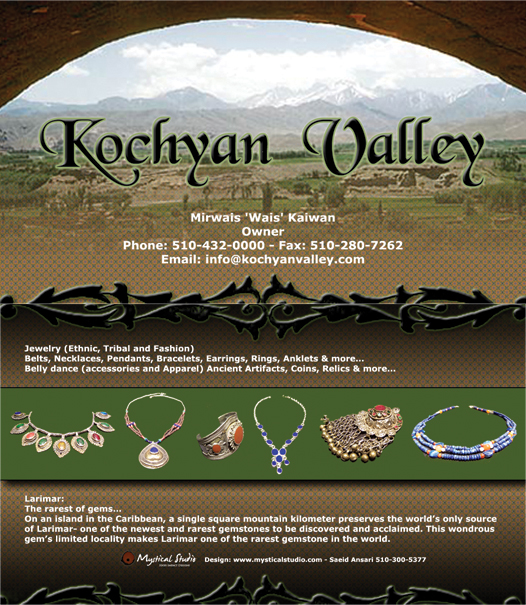 Kochyan Valley
Mirwais 'Wais' Kaiwan
Owner
Phone: 510-432-0000 - Fax: 510-280-7262
Email: info@kochyanvalley.com
Jewelry (Ethnic, Tribal and Fashion)
Belts, Necklaces, Pendants, Bracelets, Earrings, Rings, Anklets & more...
Belly dance (accessories and Apparel) Ancient Artifacts, Coins, Relics & more...
Larimar:
The rarest of gems...
On an island in the Caribbean, a single square mountain kilometer preserves the world's only source
of Larimar- one of the newest and rarest gemstones to be discovered and acclaimed. This wondrous
gem's limited locality makes Larimar one of the rarest gemstone in the world.
Mystical Studio Design: www.mysticalstudio.com - Saeid Ansari 510-300-5377